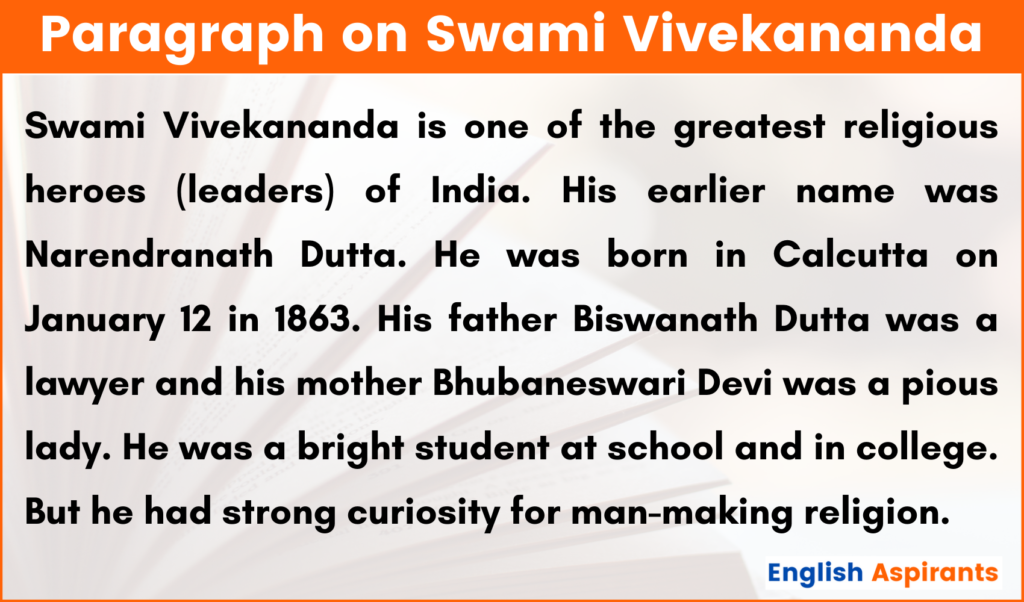 Paragraph on Swami Vivekananda
Swami Vivekananda is one of the greatest religious
heroes (leaders) of India. His earlier name was
Narendranath Dutta. He was born in Calcutta on
January 12 in 1863. His father Biswanath Dutta was a
lawyer and his mother Bhubaneswari Devi was a pious
lady. He was a bright student at school and in college.
But he had strong curiosity for man-making religion.
English Aspirants